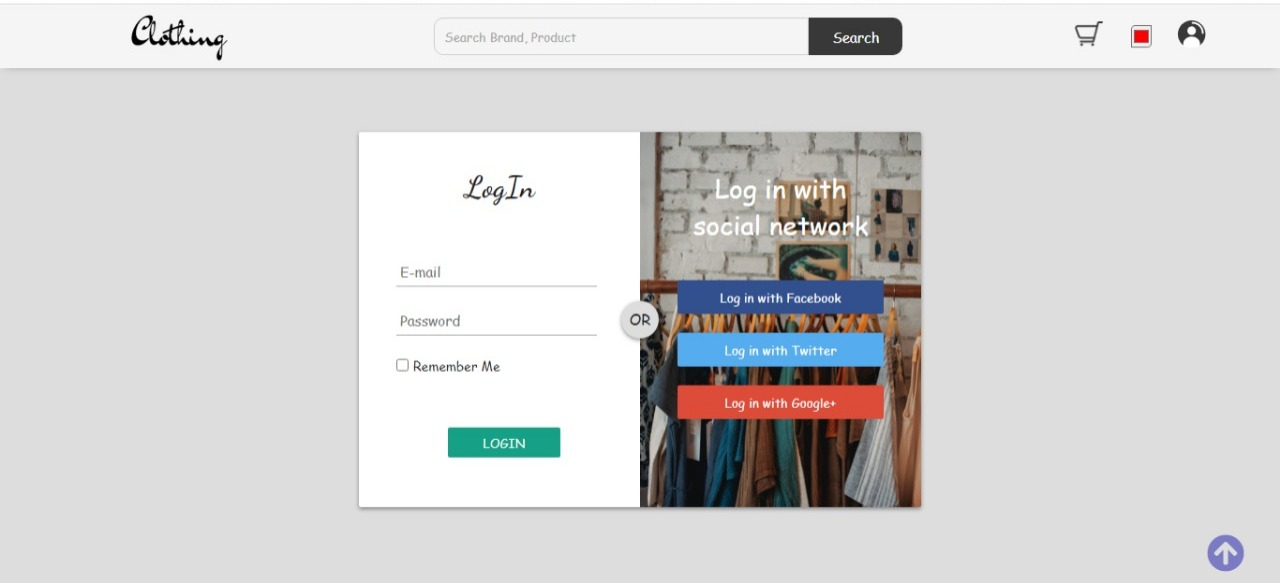 Clothing
Search Brand, Product
Search
LogIn
E-mail
Password
Remember Me
LOGIN
OR
Log in with
social network
Log in with Facebook
Log in with Twitter
Log in with Google+